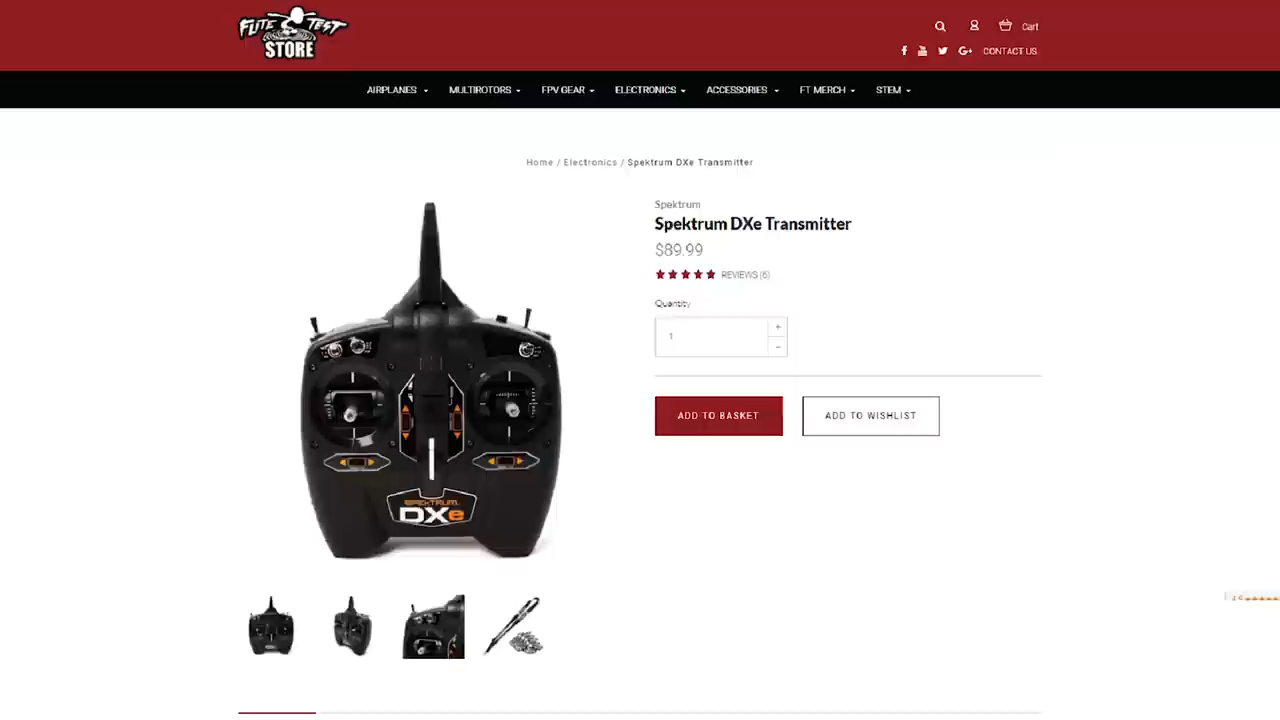 FLITE TEST
STORE
Cart
CONTACT US
AIRPLANES
MULTIROTORS
FPV GEAR
ELECTRONICS
ACCESSORIES
FT MERCH
STEM
Home / Electronics / Spektrum DXe Transmitter
Spektrum
Spektrum DXe Transmitter
$89.99
REVIEWS (6)
Quantity
1
+
-
ADD TO BASKET
ADD TO WISHLIST
SPEKTRUM
DXe